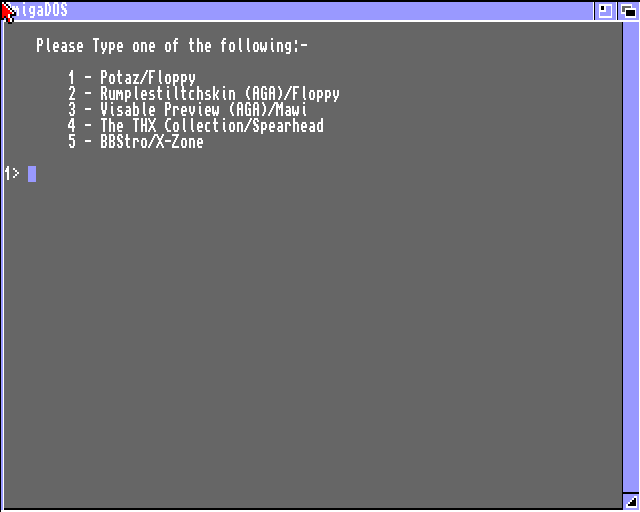 migaDOS
Please Type one of the following:-
1 - Potaz/Floppy
2 - Rumplestiltchskin (AGA)/Floppy
3 - Visable Preview (AGA)/Mawi
4 - The THX Collection/Spearhead
5 - BBStro/X-Zone
1>